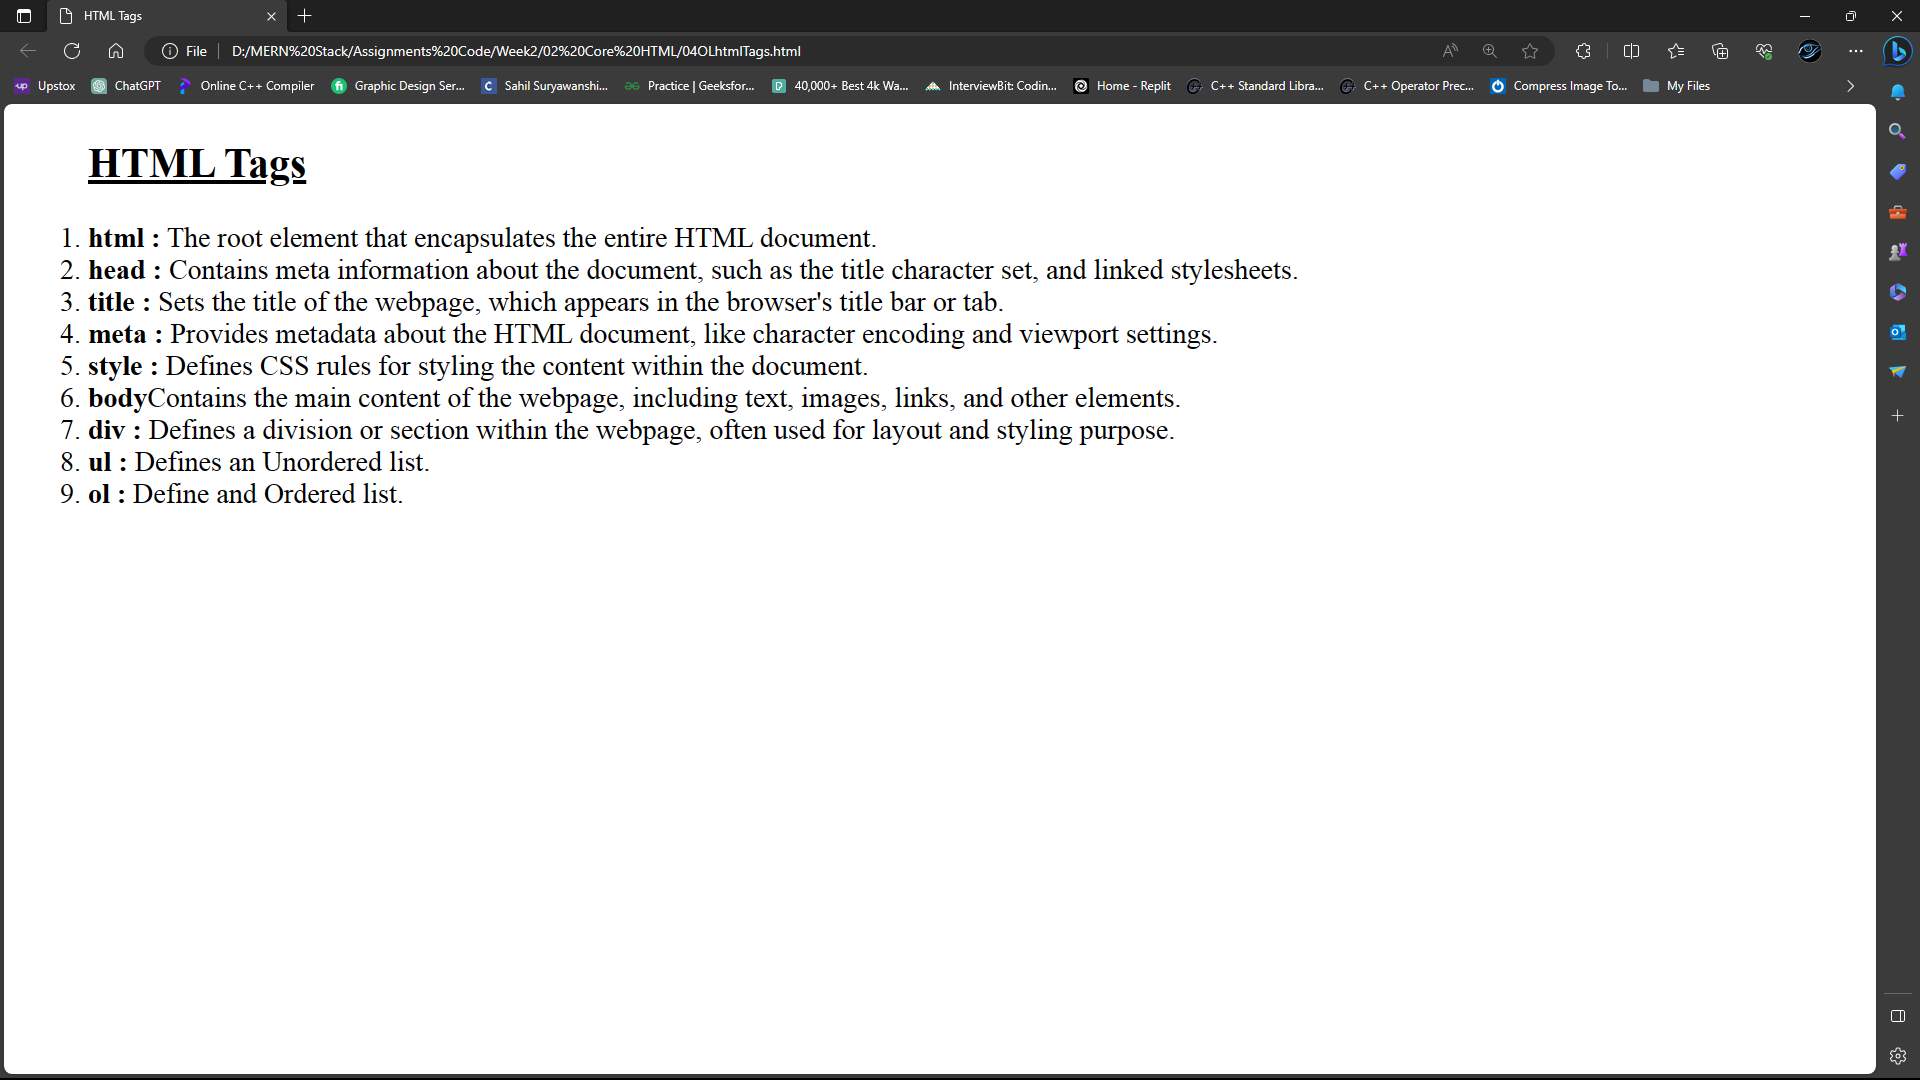 HTML Tags
File
D:/MERN%20Stack/Assignments%20Code/Week2/02%20Core%20HTML/04OLhtmlTags.html
Upstox ChatGPT Online C++ Compiler Graphic Design Ser... Sahil Suryawanshi... Practice | Geeksfor... 40,000+ Best 4k Wa... InterviewBit: Codin... Home - Replit C++ Standard Libra... C++ Operator Prec... Compress Image To... My Files
HTML Tags
1. html : The root element that encapsulates the entire HTML document.
2. head : Contains meta information about the document, such as the title character set, and linked stylesheets.
3. title : Sets the title of the webpage, which appears in the browser's title bar or tab.
4. meta : Provides metadata about the HTML document, like character encoding and viewport settings.
5. style : Defines CSS rules for styling the content within the document.
6. bodyContains the main content of the webpage, including text, images, links, and other elements.
7. div : Defines a division or section within the webpage, often used for layout and styling purpose.
8. ul : Defines an Unordered list.
9. ol : Define and Ordered list.